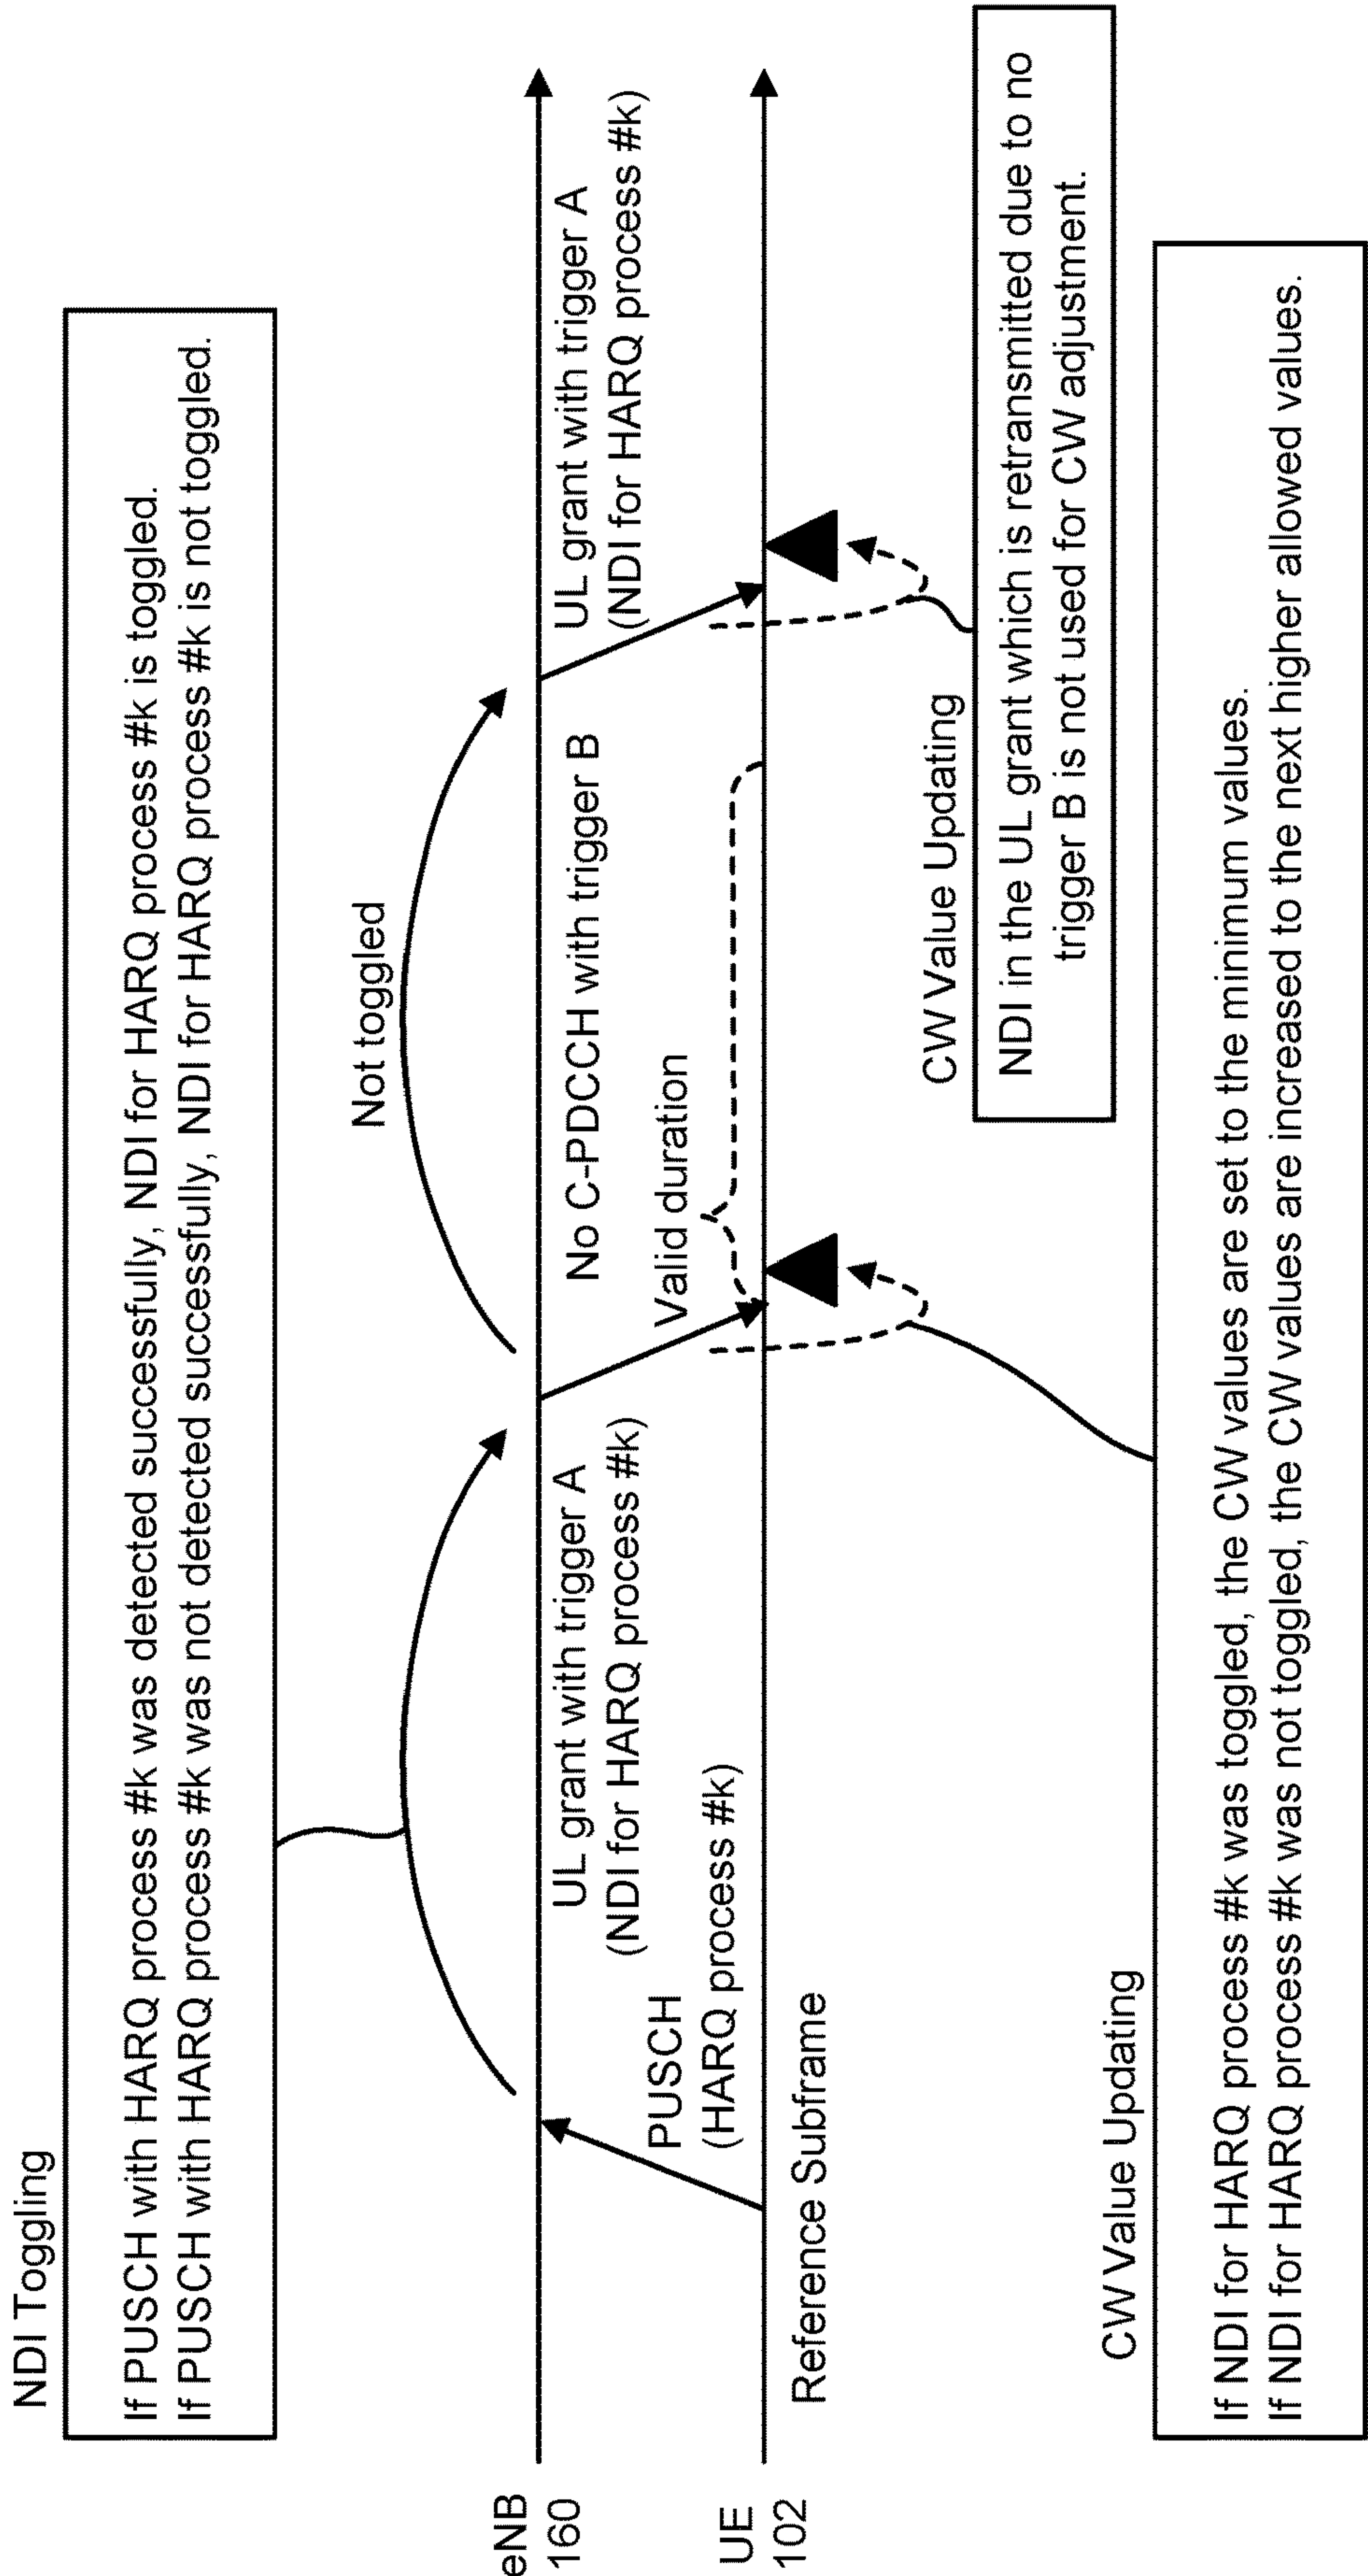 NDI Toggling
If PUSCH with HARQ process #k was detected successfully, NDI for HARQ process #k is toggled.
If PUSCH with HARQ process #k was not detected successfully, NDI for HARQ process #k is not toggled.
Not toggled
eNB
160
UL grant with trigger A
(NDI for HARQ process #k)
No C-PDCCH with trigger B
UL grant with trigger A
(NDI for HARQ process #k)
PUSCH
(HARQ process #k)
Valid duration
UE
102
Reference Subframe
CW Value Updating
NDI in the UL grant which is retransmitted due to no
trigger B is not used for CW adjustment.
CW Value Updating
If NDI for HARQ process #k was toggled, the CW values are set to the minimum values.
If NDI for HARQ process #k was not toggled, the CW values are increased to the next higher allowed values.